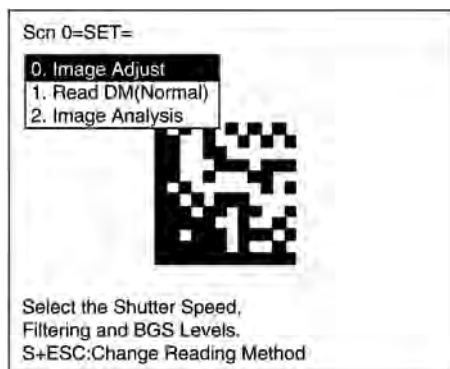 Scn 0=SET=
0. Image Adjust
1. Read DM(Normal)
2. Image Analysis
Select the Shutter Speed,
Filtering and BGS Levels.
S+ESC:Change Reading Method